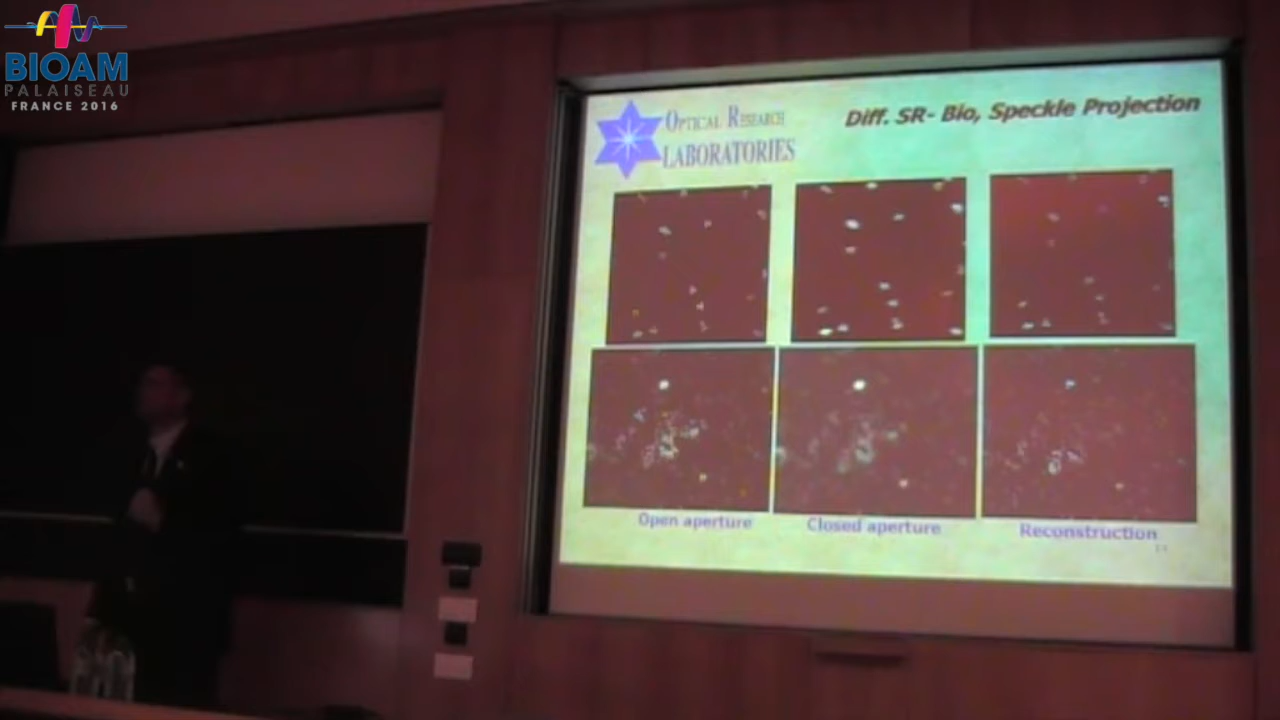 BIOAM
PALAISEAU
FRANCE 2016
OPTICAL RESEARCH
LABORATORIES
Diff. SR- Bio, Speckle Projection
Open aperture
Closed aperture
Reconstruction